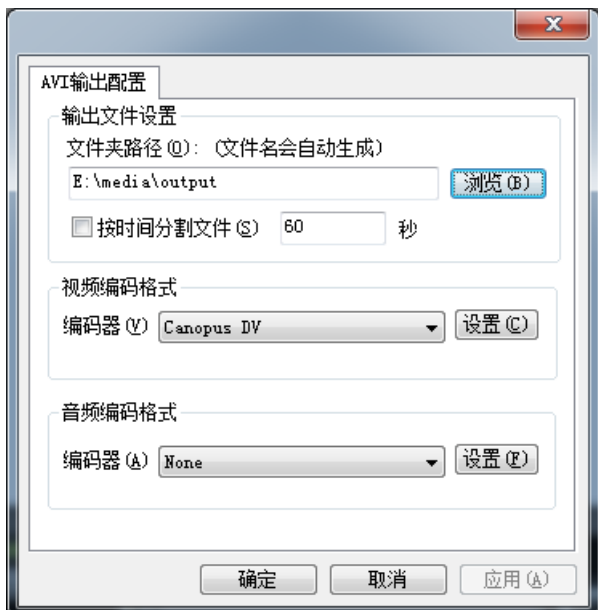 AVI输出配置
输出文件设置
文件夹路径(O): (文件名会自动生成)
E:\media\output
浏览(B)
按时间分割文件(S) 60 秒
视频编码格式
编码器(V) Canopus DV 设置(C)
音频编码格式
编码器(A) None 设置(F)
确定 取消 应用(A)